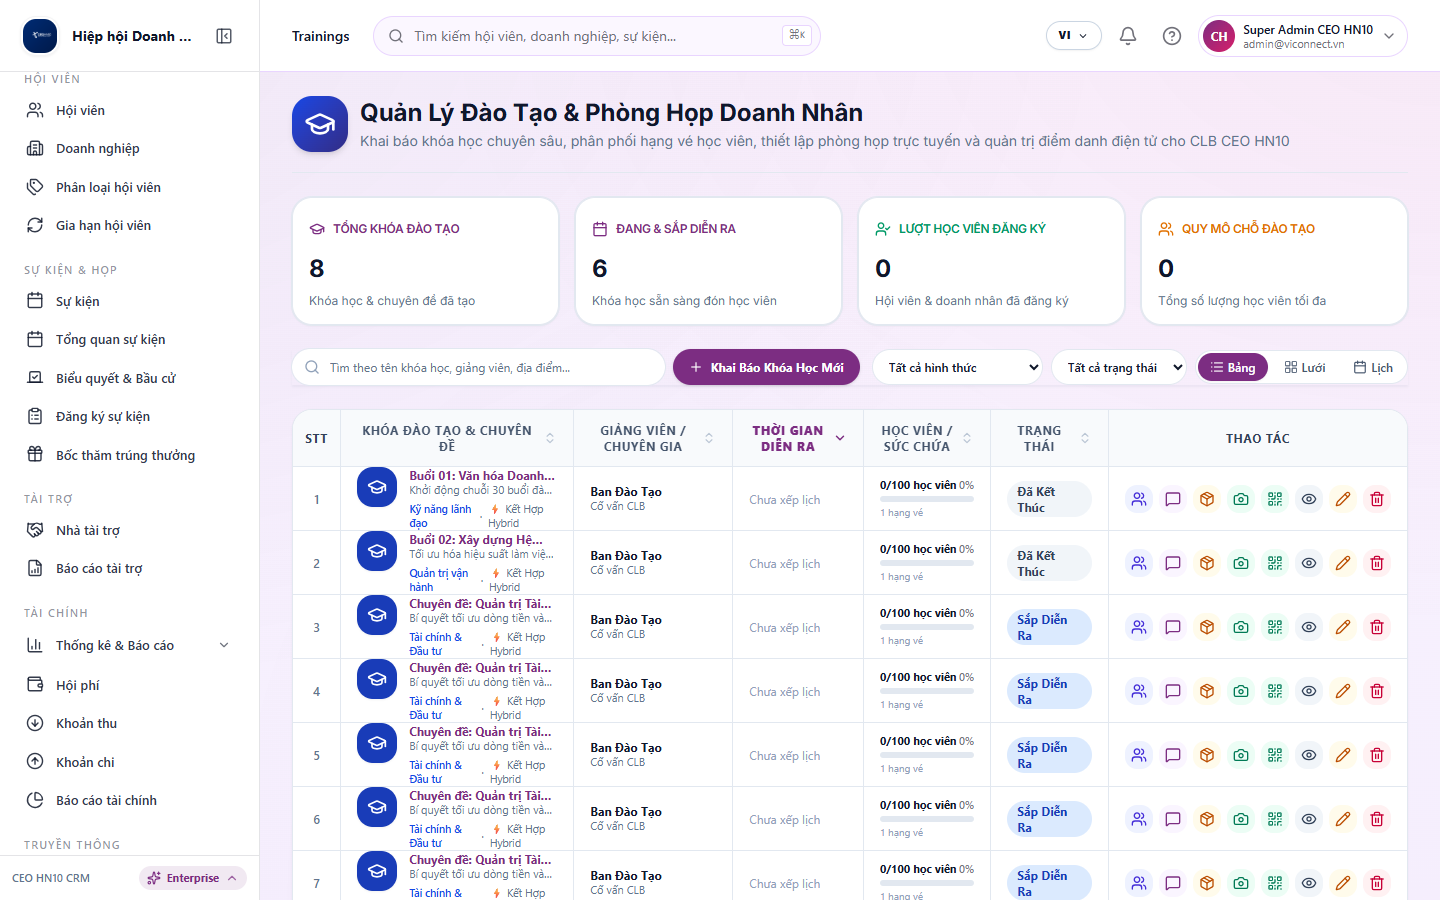 Hiệp hội Doanh ...
Trainings
Tìm kiếm hội viên, doanh nghiệp, sự kiện...
⌘K
VI
CH
Super Admin CEO HN10
admin@viconnect.vn
HỘI VIÊN
Hội viên
Doanh nghiệp
Phân loại hội viên
Gia hạn hội viên
SỰ KIỆN & HỌP
Sự kiện
Tổng quan sự kiện
Biểu quyết & Bầu cử
Đăng ký sự kiện
Bốc thăm trúng thưởng
TÀI TRỢ
Nhà tài trợ
Báo cáo tài trợ
TÀI CHÍNH
Thống kê & Báo cáo
Hội phí
Khoản thu
Khoản chi
Báo cáo tài chính
TRUYỀN THÔNG
CEO HN10 CRM
Enterprise
Quản Lý Đào Tạo & Phòng Họp Doanh Nhân
Khai báo khóa học chuyên sâu, phân phối hạng vé học viên, thiết lập phòng họp trực tuyến và quản trị điểm danh điện tử cho CLB CEO HN10
TỔNG KHÓA ĐÀO TẠO
8
Khóa học & chuyên đề đã tạo
ĐANG & SẮP DIỄN RA
6
Khóa học sẵn sàng đón học viên
LƯỢT HỌC VIÊN ĐĂNG KÝ
0
Hội viên & doanh nhân đã đăng ký
QUY MÔ CHỖ ĐÀO TẠO
0
Tổng số lượng học viên tối đa
Tìm theo tên khóa học, giảng viên, địa điểm...
Khai Báo Khóa Học Mới
Tất cả hình thức
Tất cả trạng thái
Bảng
Lưới
Lịch
STT
KHÓA ĐÀO TẠO & CHUYÊN
ĐỀ
GIẢNG VIÊN /
CHUYÊN GIA
THỜI GIAN
DIỄN RA
HỌC VIÊN /
SỨC CHỨA
TRẠNG
THÁI
THAO TÁC
1
Buổi 01: Văn hóa Doanh...
Khởi động chuỗi 30 buổi đà...
Kỹ năng lãnh
đạo
· Kết Hợp
Hybrid
Ban Đào Tạo
Cố vấn CLB
Chưa xếp lịch
0/100 học viên 0%
1 hạng vé
Đã Kết
Thúc
2
Buổi 02: Xây dựng Hệ...
Tối ưu hóa hiệu suất làm việ...
Quản trị vận
hành
· Kết Hợp
Hybrid
Ban Đào Tạo
Cố vấn CLB
Chưa xếp lịch
0/100 học viên 0%
1 hạng vé
Đã Kết
Thúc
3
Chuyên đề: Quản trị Tài...
Bí quyết tối ưu dòng tiền và...
Tài chính &
Đầu tư
· Kết Hợp
Hybrid
Ban Đào Tạo
Cố vấn CLB
Chưa xếp lịch
0/100 học viên 0%
1 hạng vé
Sắp Diễn
Ra
4
Chuyên đề: Quản trị Tài...
Bí quyết tối ưu dòng tiền và...
Tài chính &
Đầu tư
· Kết Hợp
Hybrid
Ban Đào Tạo
Cố vấn CLB
Chưa xếp lịch
0/100 học viên 0%
1 hạng vé
Sắp Diễn
Ra
5
Chuyên đề: Quản trị Tài...
Bí quyết tối ưu dòng tiền và...
Tài chính &
Đầu tư
· Kết Hợp
Hybrid
Ban Đào Tạo
Cố vấn CLB
Chưa xếp lịch
0/100 học viên 0%
1 hạng vé
Sắp Diễn
Ra
6
Chuyên đề: Quản trị Tài...
Bí quyết tối ưu dòng tiền và...
Tài chính &
Đầu tư
· Kết Hợp
Hybrid
Ban Đào Tạo
Cố vấn CLB
Chưa xếp lịch
0/100 học viên 0%
1 hạng vé
Sắp Diễn
Ra
7
Chuyên đề: Quản trị Tài...
Bí quyết tối ưu dòng tiền và...
Tài chính &
· Kết Hợp
Ban Đào Tạo
Cố vấn CLB
Chưa xếp lịch
0/100 học viên 0%
1 hạng vé
Sắp Diễn
Ra